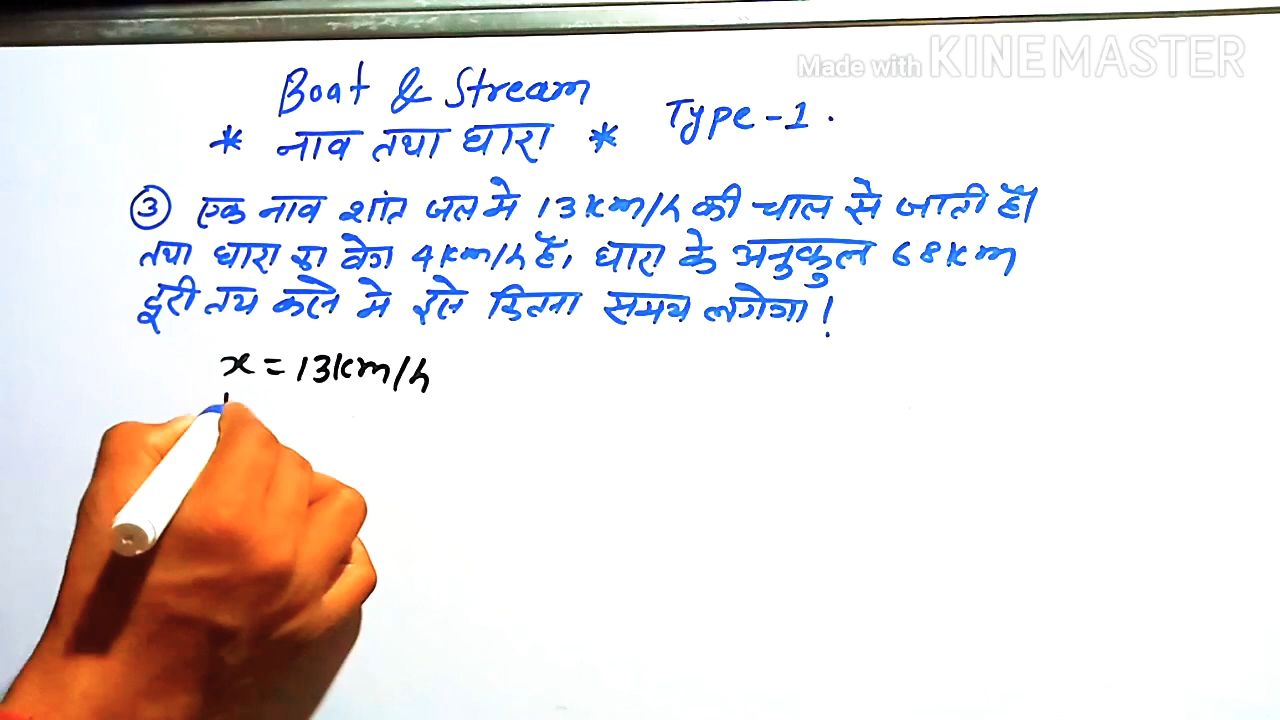 Made with KINEMASTER
Boat & Stream
* नाव तथा धारा * Type-1.
③ एक नाव शांत जल मे 13km/h की चाल से जाती है।
तथा धारा का वेग 4km/h है, धारा के अनुकुल 68km
दूरी तय करने मे इसे कितना समय लगेगा!
x = 13km/h